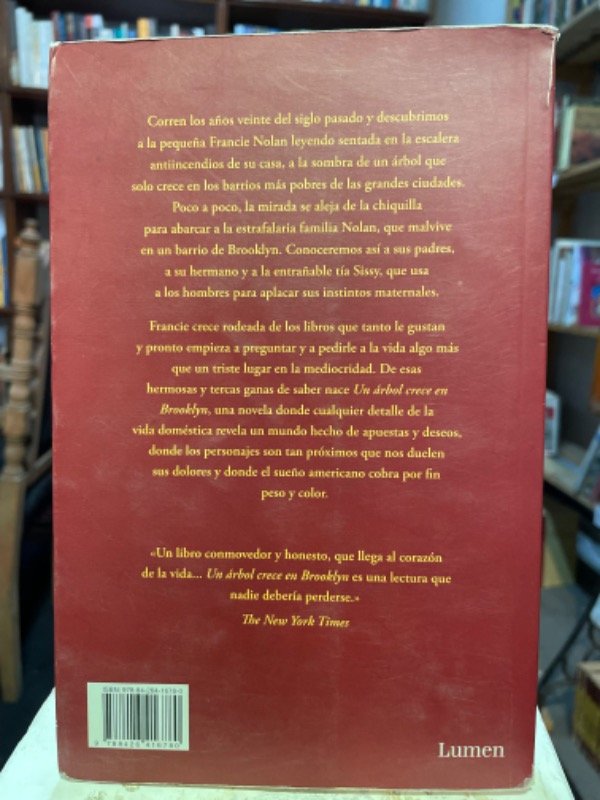 Corren los años veinte del siglo pasado y descubrimos
a la pequeña Francie Nolan leyendo sentada en la escalera
antiincendios de su casa, a la sombra de un árbol que
solo crece en los barrios más pobres de las grandes ciudades.
Poco a poco, la mirada se aleja de la chiquilla
para abarcar a la estrafalaria familia Nolan, que malvive
en un barrio de Brooklyn. Conoceremos así a sus padres,
a su hermano y a la entrañable tía Sissy, que usa
a los hombres para aplacar sus instintos maternales.
Francie crece rodeada de los libros que tanto le gustan
y pronto empieza a preguntar y a pedirle a la vida algo más
que un triste lugar en la mediocridad. De esas
hermosas y tercas ganas de saber nace Un árbol crece en
Brooklyn, una novela donde cualquier detalle de la
vida doméstica revela un mundo hecho de apuestas y deseos,
donde los personajes son tan próximos que nos duelen
sus dolores y donde el sueño americano cobra por fin
peso y color.
«Un libro conmovedor y honesto, que llega al corazón
de la vida... Un árbol crece en Brooklyn es una lectura que
nadie debería perderse.»
The New York Times
9 788426 416780
Lumen